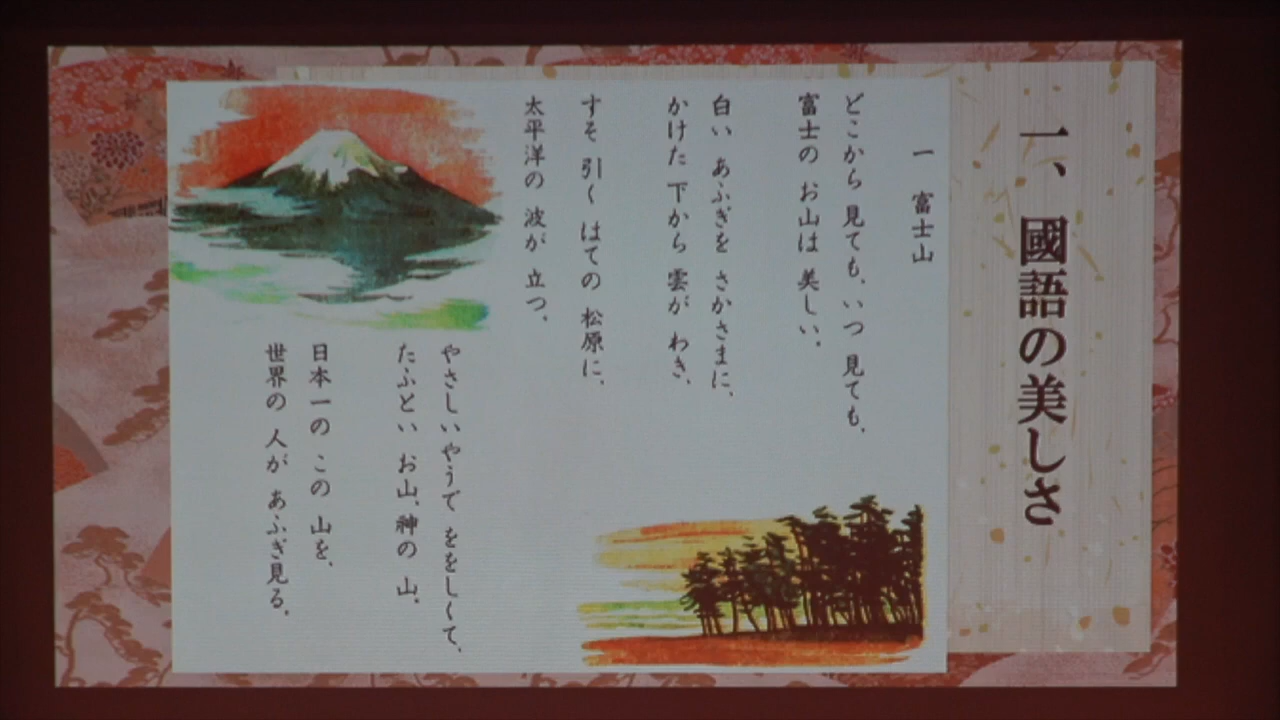 一、國語の美しさ
一 富士山
どこから 見ても、いつ 見ても、
富士の お山は 美しい。
白い あふぎを さかさまに、
かけた 下から 雲が わき、
すそ 引く はての 松原に、
太平洋の 波が 立つ。
やさしいやうで ををしくて、
たふとい お山、神の 山。
日本一の この 山を、
世界の 人が あふぎ見る。